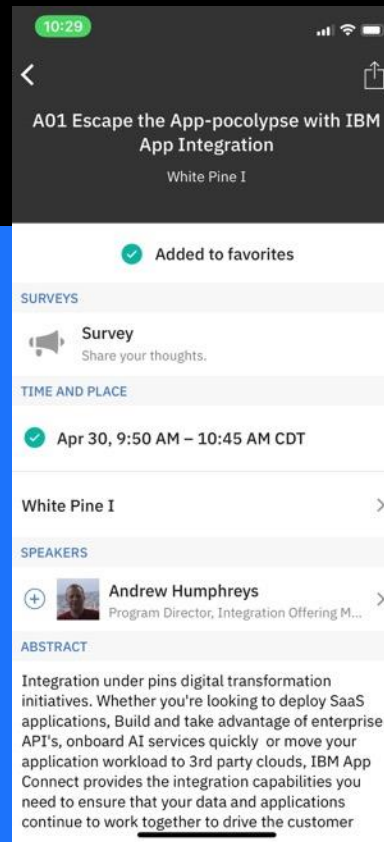 10:29
A01 Escape the App-pocolypse with IBM
App Integration
White Pine I
Added to favorites
SURVEYS
Survey
Share your thoughts.
TIME AND PLACE
Apr 30, 9:50 AM – 10:45 AM CDT
White Pine I
SPEAKERS
Andrew Humphreys
Program Director, Integration Offering M...
ABSTRACT
Integration under pins digital transformation
initiatives. Whether you're looking to deploy SaaS
applications, Build and take advantage of enterprise
API's, onboard AI services quickly or move your
application workload to 3rd party clouds, IBM App
Connect provides the integration capabilities you
need to ensure that your data and applications
continue to work together to drive the customer